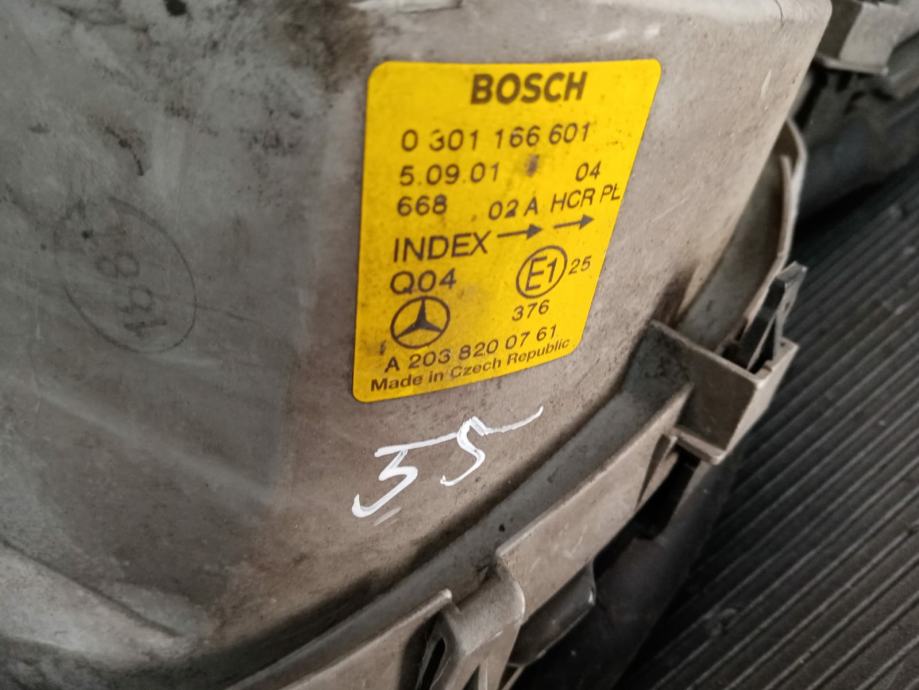 BOSCH
0 301 166 601
5.09.01 04
668 02 A HCR PL
INDEX → →
Q04 E1 25
376
A 203 820 07 61
Made in Czech Republic
55